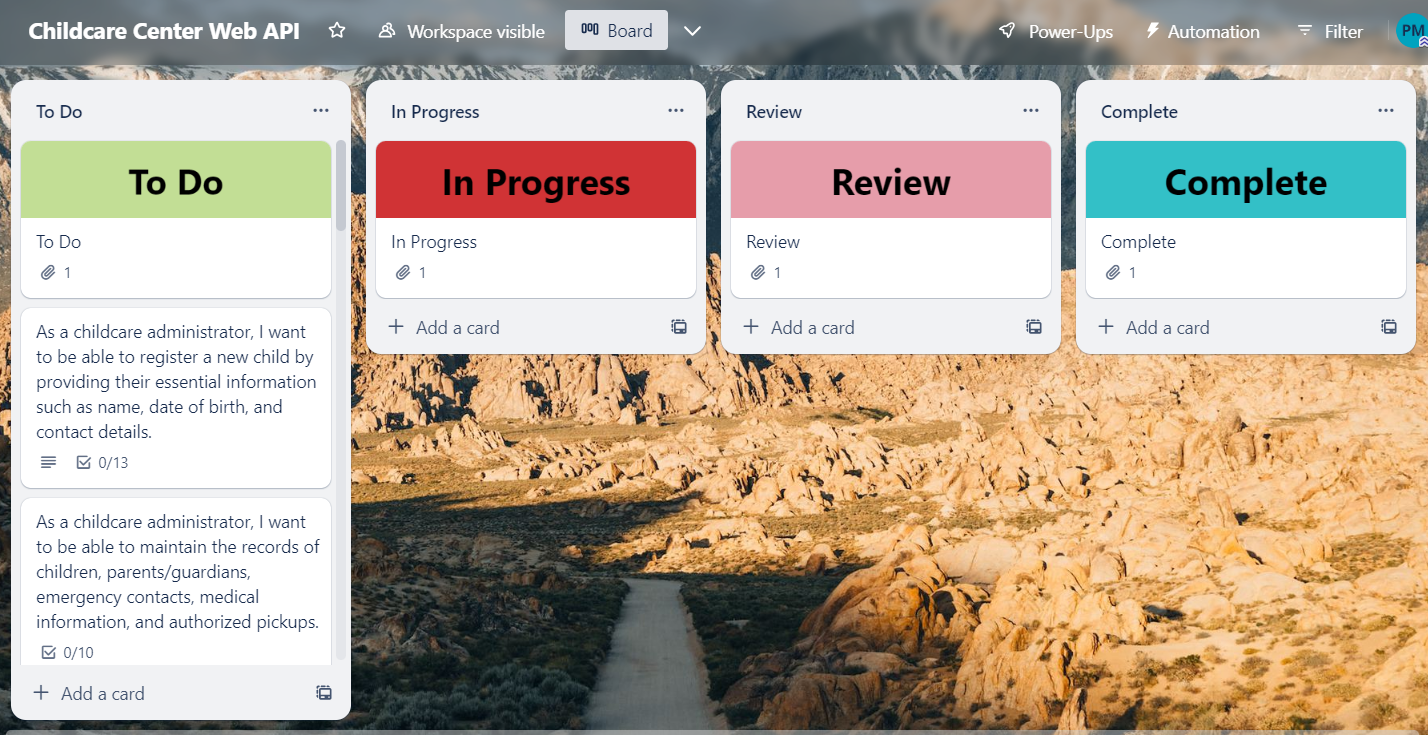 Childcare Center Web API
Workspace visible
Board
Power-Ups
Automation
Filter
PM
To Do
To Do
To Do
1
As a childcare administrator, I want
to be able to register a new child by
providing their essential information
such as name, date of birth, and
contact details.
0/13
As a childcare administrator, I want
to be able to maintain the records of
children, parents/guardians,
emergency contacts, medical
information, and authorized pickups.
0/10
Add a card
In Progress
In Progress
In Progress
1
Add a card
Review
Review
Review
1
Add a card
Complete
Complete
Complete
1
Add a card